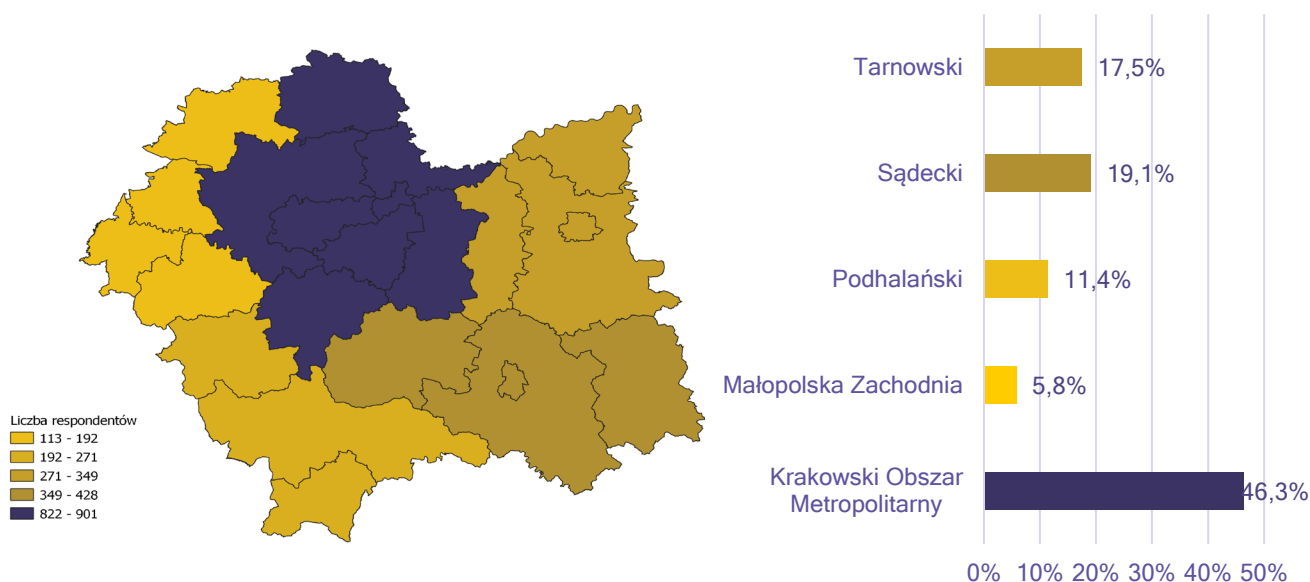 Liczba respondentów
113 - 192
192 - 271
271 - 349
349 - 428
822 - 901
Tarnowski
17,5%
Sądecki
19,1%
Podhalański
11,4%
Małopolska Zachodnia
5,8%
Krakowski Obszar
Metropolitarny
46,3%
0% 10% 20% 30% 40% 50%